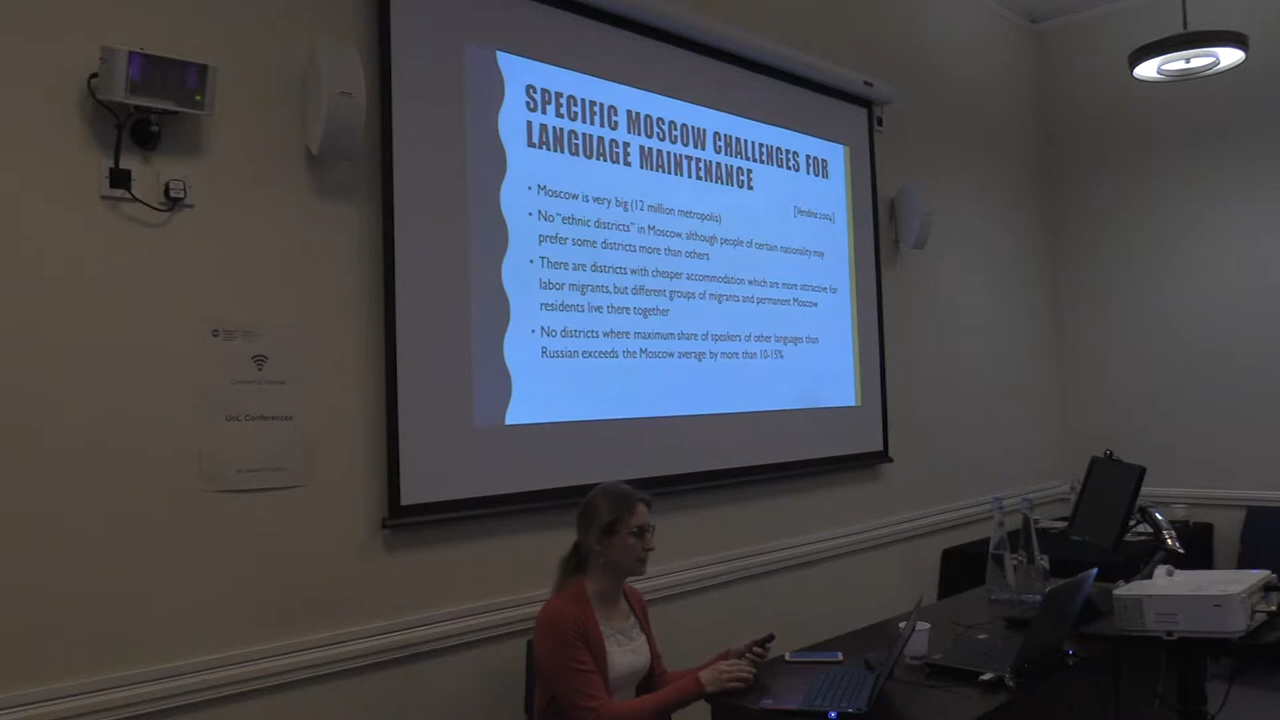 SPECIFIC MOSCOW CHALLENGES FOR
LANGUAGE MAINTENANCE
• Moscow is very big (12 million metropolis)
[Vendina 2004]
• No "ethnic districts" in Moscow, although people of certain nationality may
prefer some districts more than others
• There are districts with cheaper accommodation which are more attractive for
labor migrants, but different groups of migrants and permanent Moscow
residents live there together
• No districts where maximum share of speakers of other languages than
Russian exceeds the Moscow average by more than 10-15%
UoL Conferences